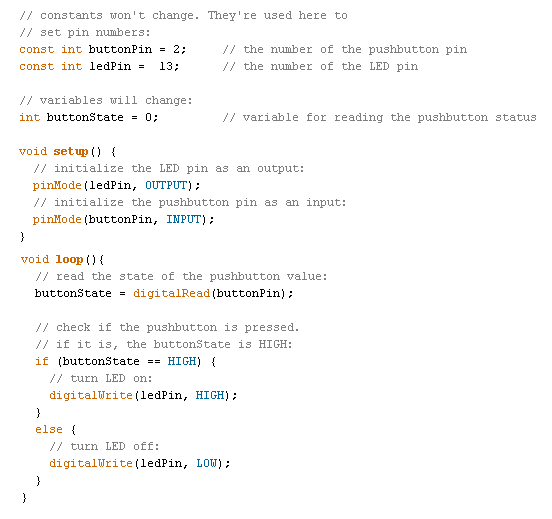 // constants won't change. They're used here to
// set pin numbers:
const int buttonPin = 2;     // the number of the pushbutton pin
const int ledPin =  13;      // the number of the LED pin
// variables will change:
int buttonState = 0;         // variable for reading the pushbutton status
void setup() {
  // initialize the LED pin as an output:
  pinMode(ledPin, OUTPUT);
  // initialize the pushbutton pin as an input:
  pinMode(buttonPin, INPUT);
}
void loop(){
  // read the state of the pushbutton value:
  buttonState = digitalRead(buttonPin);
  // check if the pushbutton is pressed.
  // if it is, the buttonState is HIGH:
  if (buttonState == HIGH) {
    // turn LED on:
    digitalWrite(ledPin, HIGH);
  }
  else {
    // turn LED off:
    digitalWrite(ledPin, LOW);
  }
}